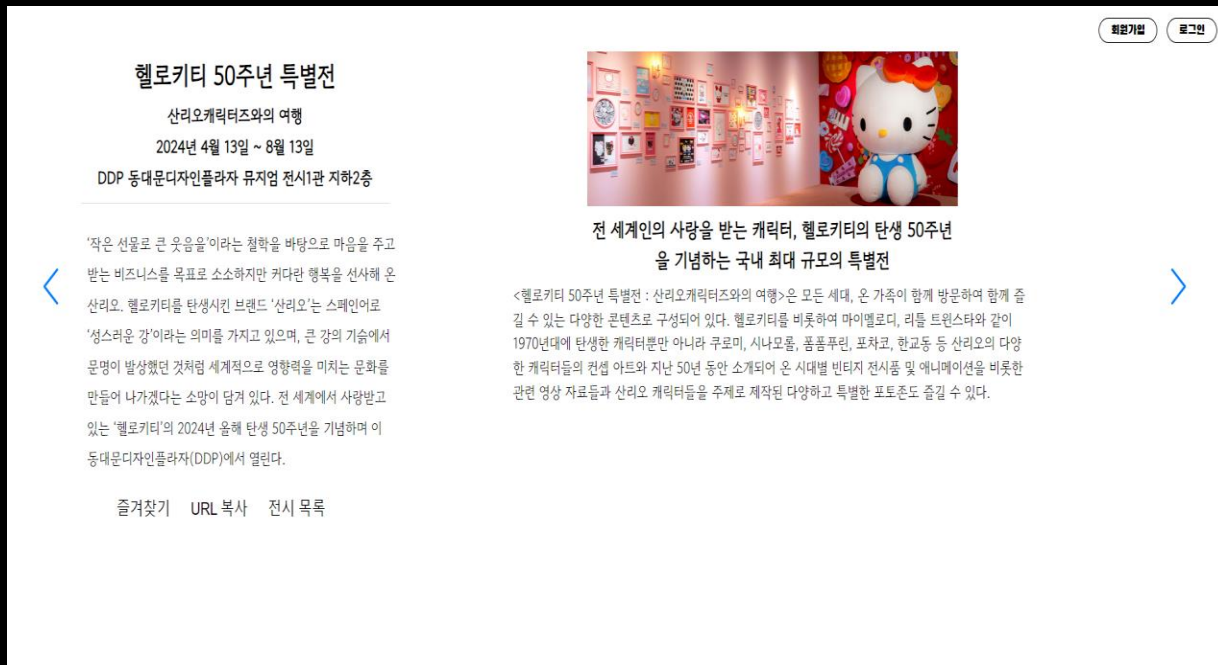 회원가입
로그인
헬로키티 50주년 특별전
산리오캐릭터즈와의 여행
2024년 4월 13일 ~ 8월 13일
DDP 동대문디자인플라자 뮤지엄 전시1관 지하2층
‘작은 선물로 큰 웃음을’이라는 철학을 바탕으로 마음을 주고
받는 비즈니스를 목표로 소소하지만 커다란 행복을 선사해 온
산리오. 헬로키티를 탄생시킨 브랜드 ‘산리오’는 스페인어로
‘성스러운 강’이라는 의미를 가지고 있으며, 큰 강의 기슭에서
문명이 발상했던 것처럼 세계적으로 영향력을 미치는 문화를
만들어 나가겠다는 소망이 담겨 있다. 전 세계에서 사랑받고
있는 ‘헬로키티’의 2024년 올해 탄생 50주년을 기념하며 이
동대문디자인플라자(DDP)에서 열린다.
즐겨찾기 URL 복사 전시 목록
전 세계인의 사랑을 받는 캐릭터, 헬로키티의 탄생 50주년
을 기념하는 국내 최대 규모의 특별전
<헬로키티 50주년 특별전 : 산리오캐릭터즈와의 여행>은 모든 세대, 온 가족이 함께 방문하여 함께 즐
길 수 있는 다양한 콘텐츠로 구성되어 있다. 헬로키티를 비롯하여 마이멜로디, 리틀 트윈스타와 같이
1970년대에 탄생한 캐릭터뿐만 아니라 쿠로미, 시나모롤, 폼폼푸린, 포차코, 한교동 등 산리오의 다양
한 캐릭터들의 컨셉 아트와 지난 50년 동안 소개되어 온 시대별 빈티지 전시품 및 애니메이션을 비롯한
관련 영상 자료들과 산리오 캐릭터들을 주제로 제작된 다양하고 특별한 포토존도 즐길 수 있다.